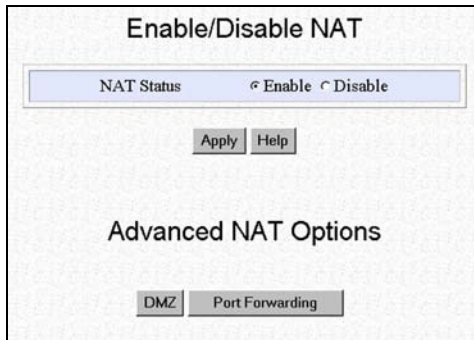 Enable/Disable NAT
NAT Status Enable Disable
Apply Help
Advanced NAT Options
DMZ Port Forwarding